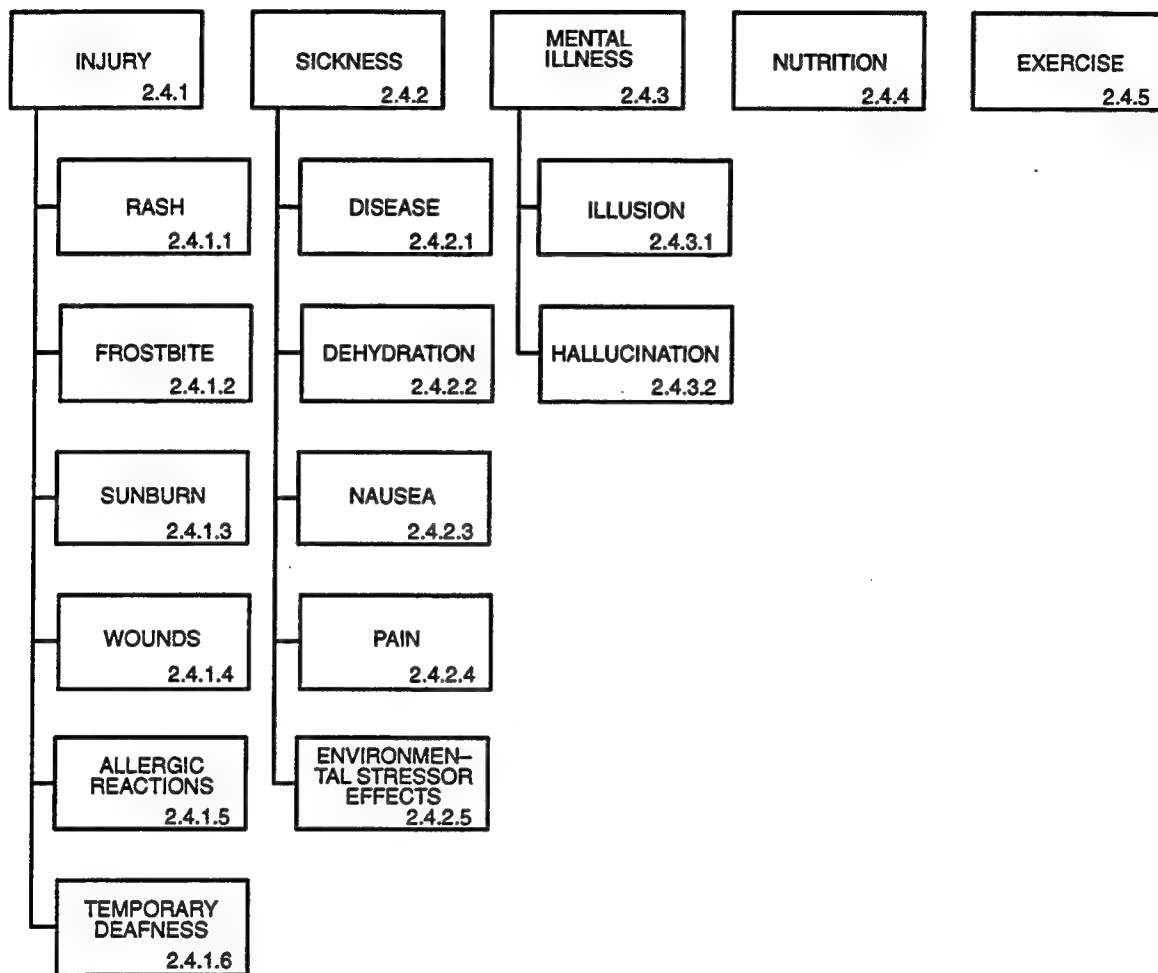 INJURY
2.4.1
SICKNESS
2.4.2
MENTAL
ILLNESS
2.4.3
NUTRITION
2.4.4
EXERCISE
2.4.5
RASH
2.4.1.1
DISEASE
2.4.2.1
ILLUSION
2.4.3.1
FROSTBITE
2.4.1.2
DEHYDRATION
2.4.2.2
HALLUCINATION
2.4.3.2
SUNBURN
2.4.1.3
NAUSEA
2.4.2.3
WOUNDS
2.4.1.4
PAIN
2.4.2.4
ALLERGIC
REACTIONS
2.4.1.5
ENVIRONMEN–
TAL STRESSOR
EFFECTS
2.4.2.5
TEMPORARY
DEAFNESS
2.4.1.6